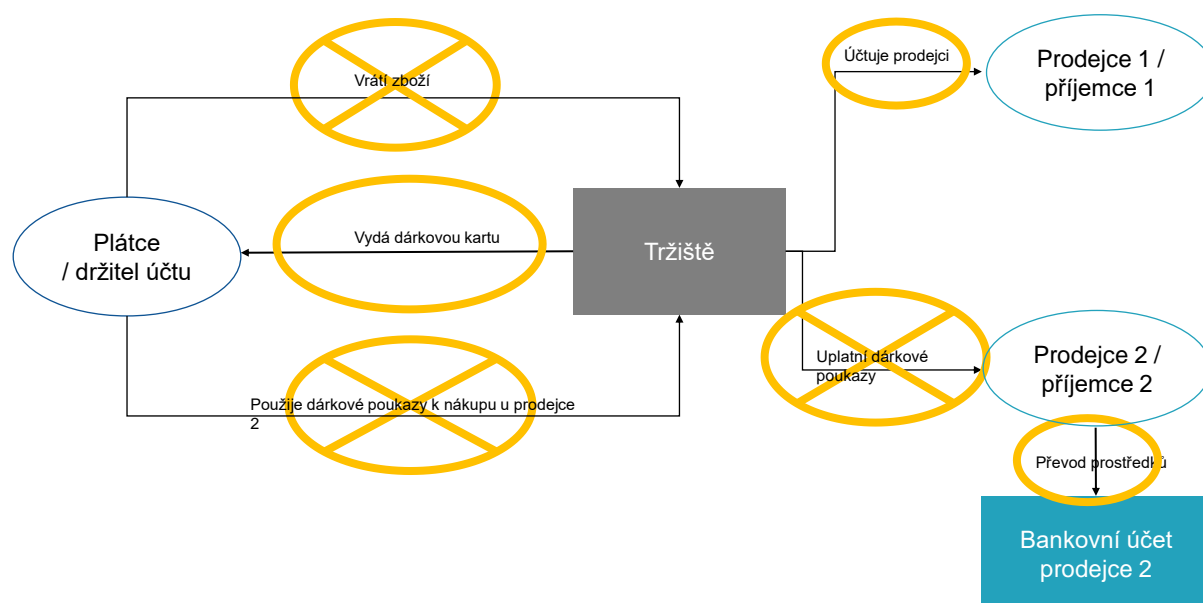 Vrátí zboží
Účtuje prodejci
Prodejce 1 /
příjemce 1
Plátce
/ držitel účtu
Vydá dárkovou kartu
Tržiště
Uplatní dárkové
poukazy
Prodejce 2 /
příjemce 2
Použije dárkové poukazy k nákupu u prodejce
2
Převod prostředků
Bankovní účet
prodejce 2